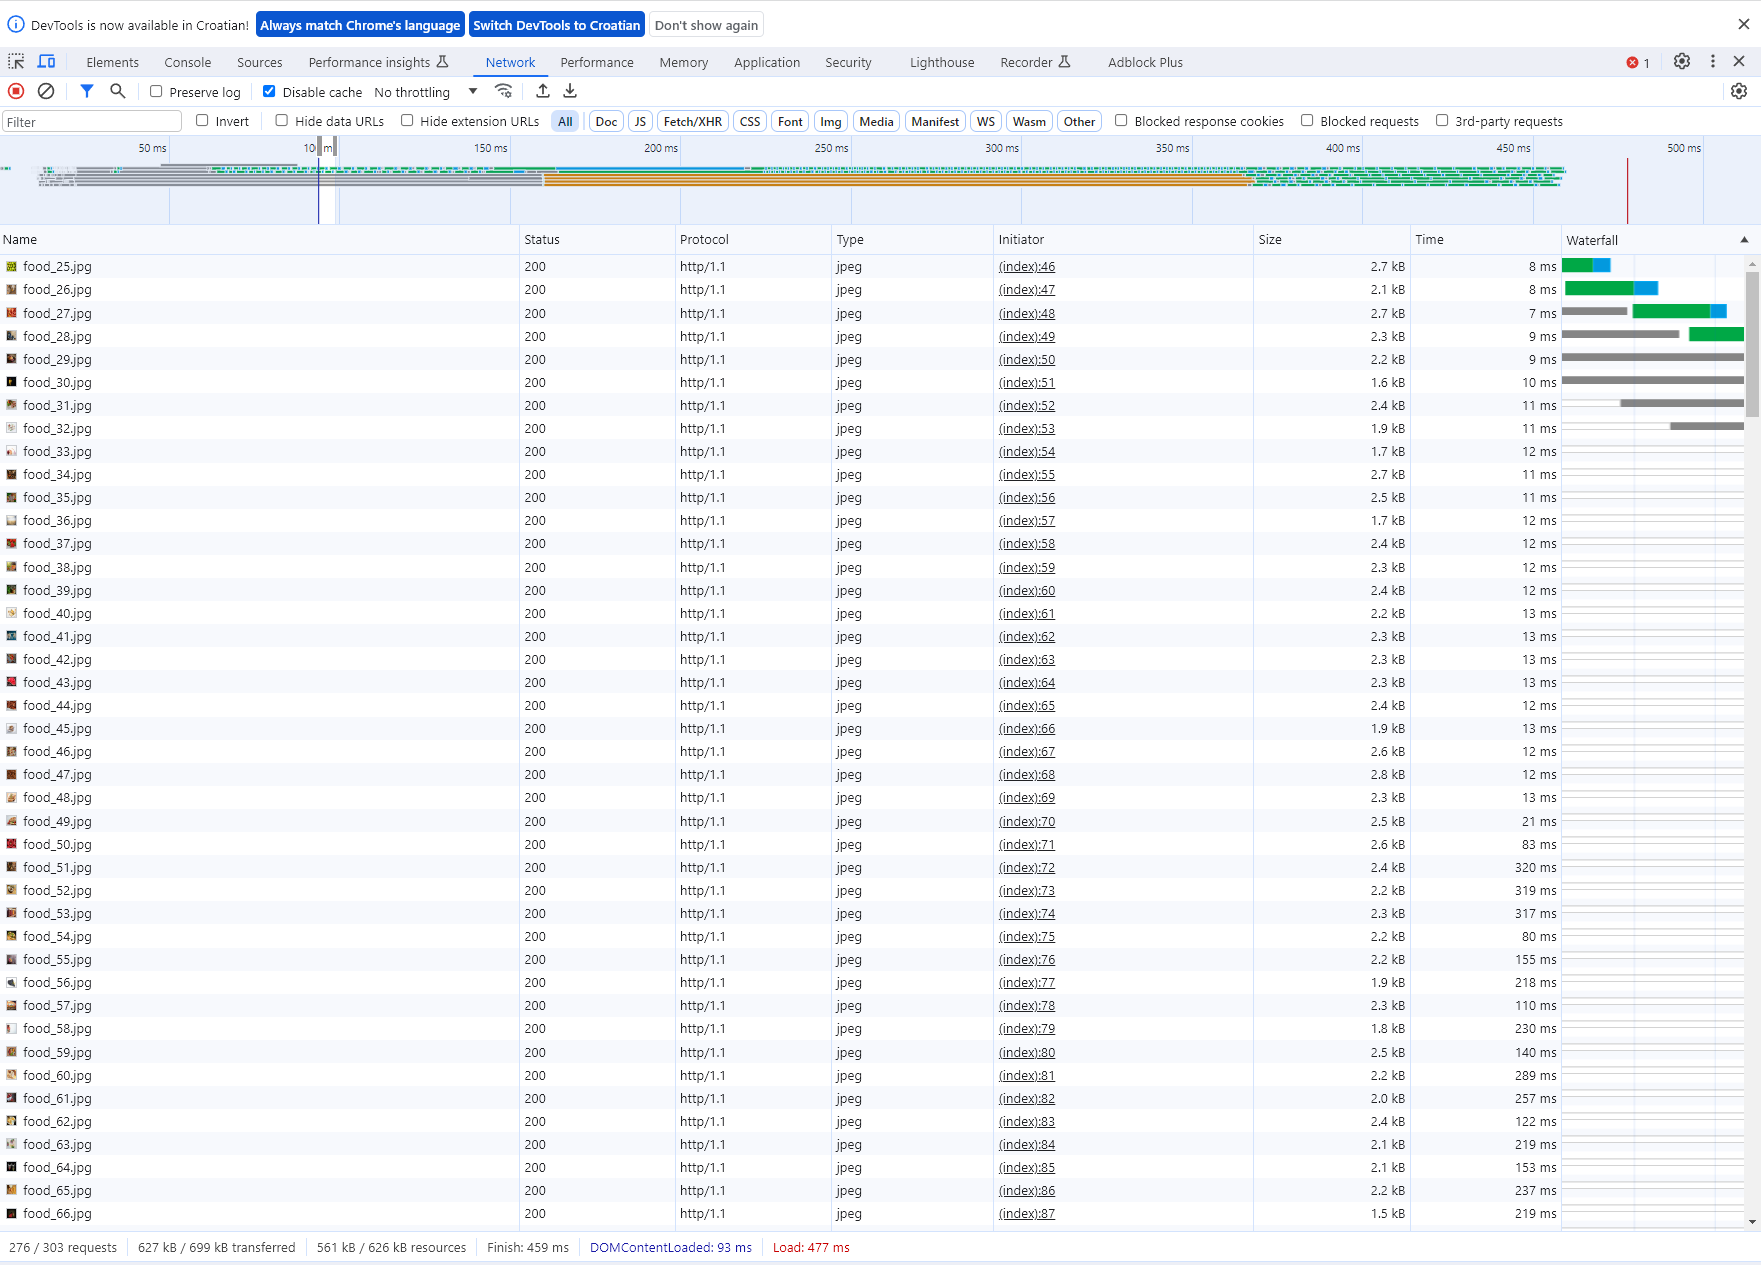 DevTools is now available in Croatian! Always match Chrome's language Switch DevTools to Croatian Don't show again
Elements Console Sources Performance insights Network Performance Memory Application Security Lighthouse Recorder Adblock Plus 1
Preserve log Disable cache No throttling
Filter Invert Hide data URLs Hide extension URLs All Doc JS Fetch/XHR CSS Font Img Media Manifest WS Wasm Other Blocked response cookies Blocked requests 3rd-party requests
50 ms 150 ms 200 ms 250 ms 300 ms 350 ms 400 ms 450 ms 500 ms
Name Status Protocol Type Initiator Size Time Waterfall
food_25.jpg 200 http/1.1 jpeg (index):46 2.7 kB 8 ms
food_26.jpg 200 http/1.1 jpeg (index):47 2.1 kB 8 ms
food_27.jpg 200 http/1.1 jpeg (index):48 2.7 kB 7 ms
food_28.jpg 200 http/1.1 jpeg (index):49 2.3 kB 9 ms
food_29.jpg 200 http/1.1 jpeg (index):50 2.2 kB 9 ms
food_30.jpg 200 http/1.1 jpeg (index):51 1.6 kB 10 ms
food_31.jpg 200 http/1.1 jpeg (index):52 2.4 kB 11 ms
food_32.jpg 200 http/1.1 jpeg (index):53 1.9 kB 11 ms
food_33.jpg 200 http/1.1 jpeg (index):54 1.7 kB 12 ms
food_34.jpg 200 http/1.1 jpeg (index):55 2.7 kB 11 ms
food_35.jpg 200 http/1.1 jpeg (index):56 2.5 kB 11 ms
food_36.jpg 200 http/1.1 jpeg (index):57 1.7 kB 12 ms
food_37.jpg 200 http/1.1 jpeg (index):58 2.4 kB 12 ms
food_38.jpg 200 http/1.1 jpeg (index):59 2.3 kB 12 ms
food_39.jpg 200 http/1.1 jpeg (index):60 2.4 kB 12 ms
food_40.jpg 200 http/1.1 jpeg (index):61 2.2 kB 13 ms
food_41.jpg 200 http/1.1 jpeg (index):62 2.3 kB 13 ms
food_42.jpg 200 http/1.1 jpeg (index):63 2.3 kB 13 ms
food_43.jpg 200 http/1.1 jpeg (index):64 2.3 kB 13 ms
food_44.jpg 200 http/1.1 jpeg (index):65 2.4 kB 12 ms
food_45.jpg 200 http/1.1 jpeg (index):66 1.9 kB 13 ms
food_46.jpg 200 http/1.1 jpeg (index):67 2.6 kB 12 ms
food_47.jpg 200 http/1.1 jpeg (index):68 2.8 kB 12 ms
food_48.jpg 200 http/1.1 jpeg (index):69 2.3 kB 13 ms
food_49.jpg 200 http/1.1 jpeg (index):70 2.5 kB 21 ms
food_50.jpg 200 http/1.1 jpeg (index):71 2.6 kB 83 ms
food_51.jpg 200 http/1.1 jpeg (index):72 2.4 kB 320 ms
food_52.jpg 200 http/1.1 jpeg (index):73 2.2 kB 319 ms
food_53.jpg 200 http/1.1 jpeg (index):74 2.3 kB 317 ms
food_54.jpg 200 http/1.1 jpeg (index):75 2.2 kB 80 ms
food_55.jpg 200 http/1.1 jpeg (index):76 2.2 kB 155 ms
food_56.jpg 200 http/1.1 jpeg (index):77 1.9 kB 218 ms
food_57.jpg 200 http/1.1 jpeg (index):78 2.3 kB 110 ms
food_58.jpg 200 http/1.1 jpeg (index):79 1.8 kB 230 ms
food_59.jpg 200 http/1.1 jpeg (index):80 2.5 kB 140 ms
food_60.jpg 200 http/1.1 jpeg (index):81 2.2 kB 289 ms
food_61.jpg 200 http/1.1 jpeg (index):82 2.0 kB 257 ms
food_62.jpg 200 http/1.1 jpeg (index):83 2.4 kB 122 ms
food_63.jpg 200 http/1.1 jpeg (index):84 2.1 kB 219 ms
food_64.jpg 200 http/1.1 jpeg (index):85 2.1 kB 153 ms
food_65.jpg 200 http/1.1 jpeg (index):86 2.2 kB 237 ms
food_66.jpg 200 http/1.1 jpeg (index):87 1.5 kB 219 ms
276 / 303 requests 627 kB / 699 kB transferred 561 kB / 626 kB resources Finish: 459 ms DOMContentLoaded: 93 ms Load: 477 ms